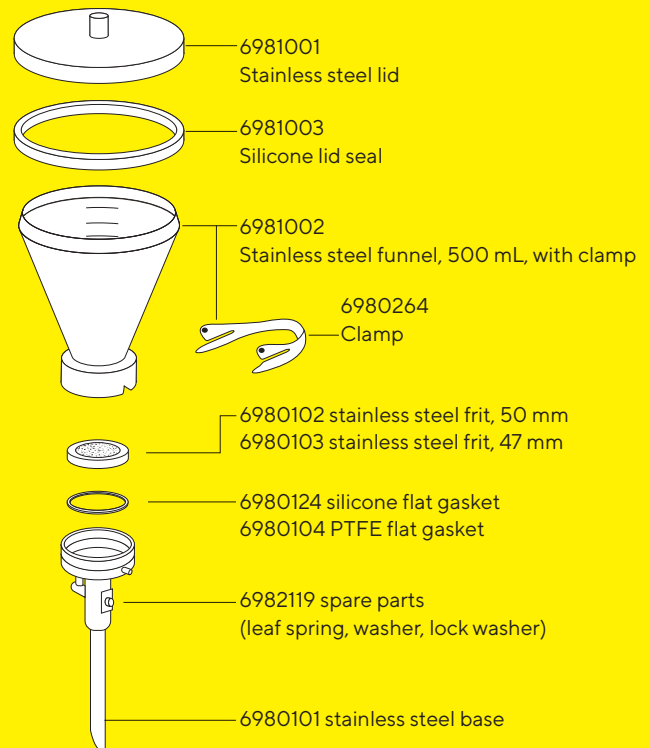 6981001
Stainless steel lid
6981003
Silicone lid seal
6981002
Stainless steel funnel, 500 mL, with clamp
6980264
Clamp
6980102 stainless steel frit, 50 mm
6980103 stainless steel frit, 47 mm
6980124 silicone flat gasket
6980104 PTFE flat gasket
6982119 spare parts
(leaf spring, washer, lock washer)
6980101 stainless steel base